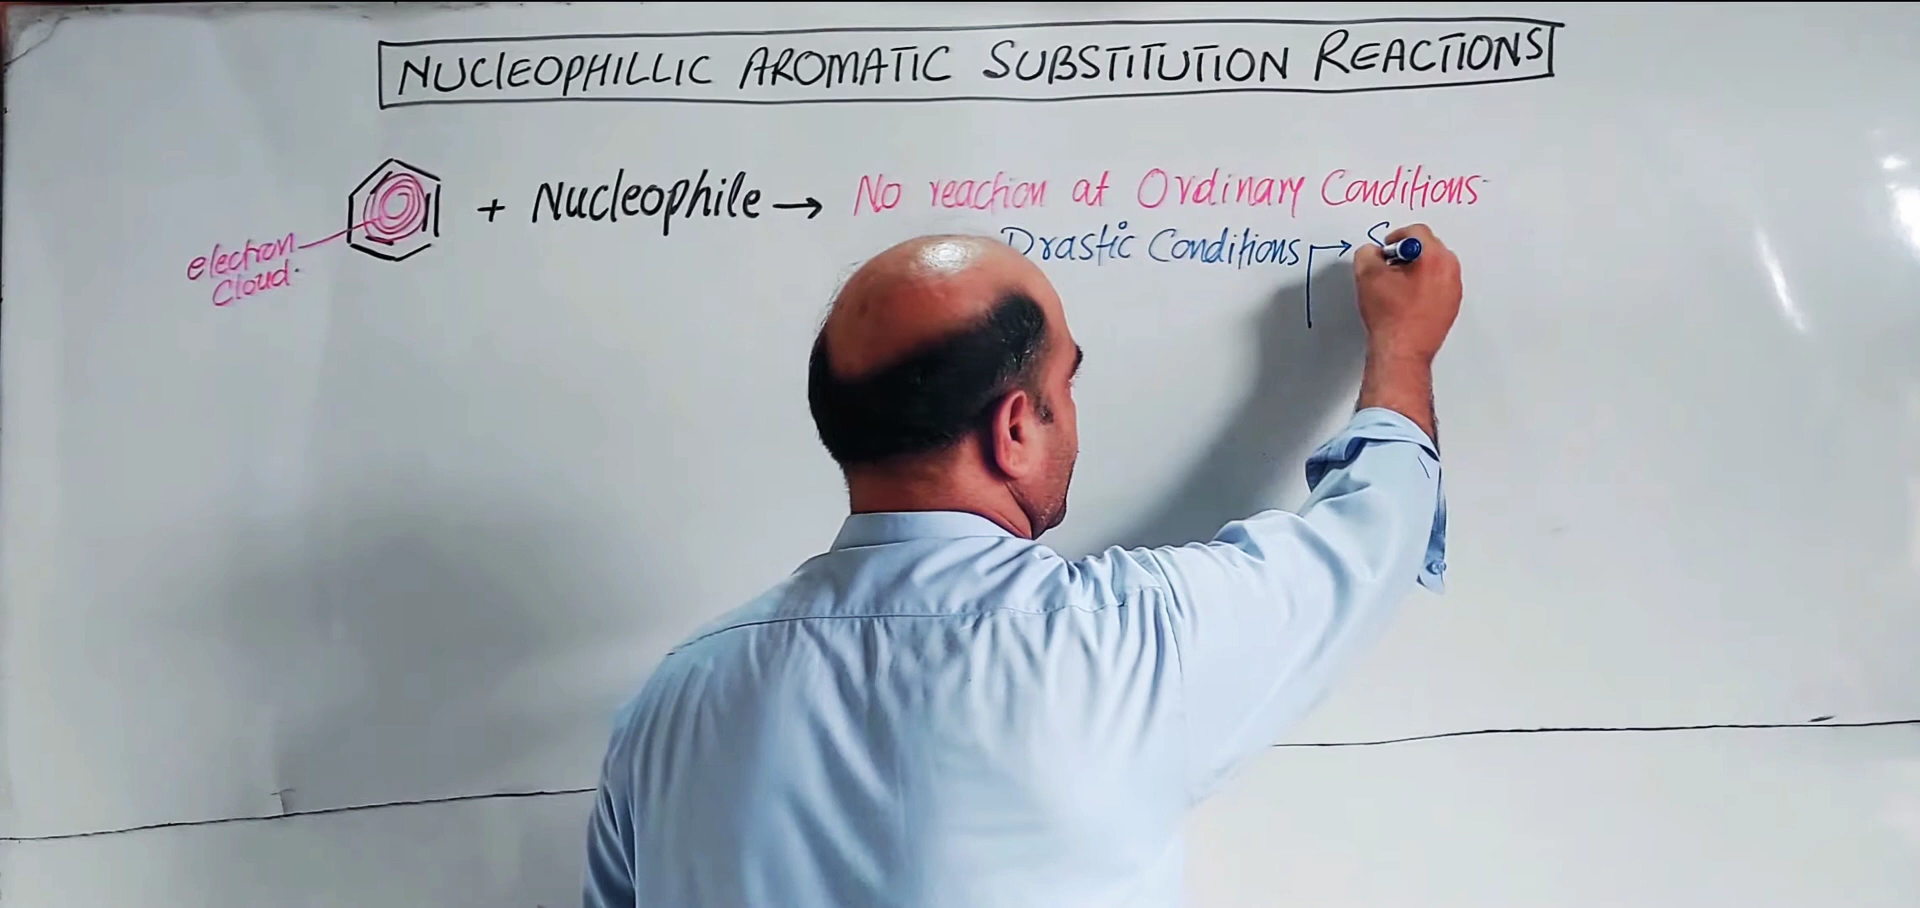 NUCLEOPHILLIC AROMATIC SUBSTITUTION REACTIONS
+ Nucleophile → No reaction at Ordinary Conditions
electron cloud.
Drastic Conditions → S